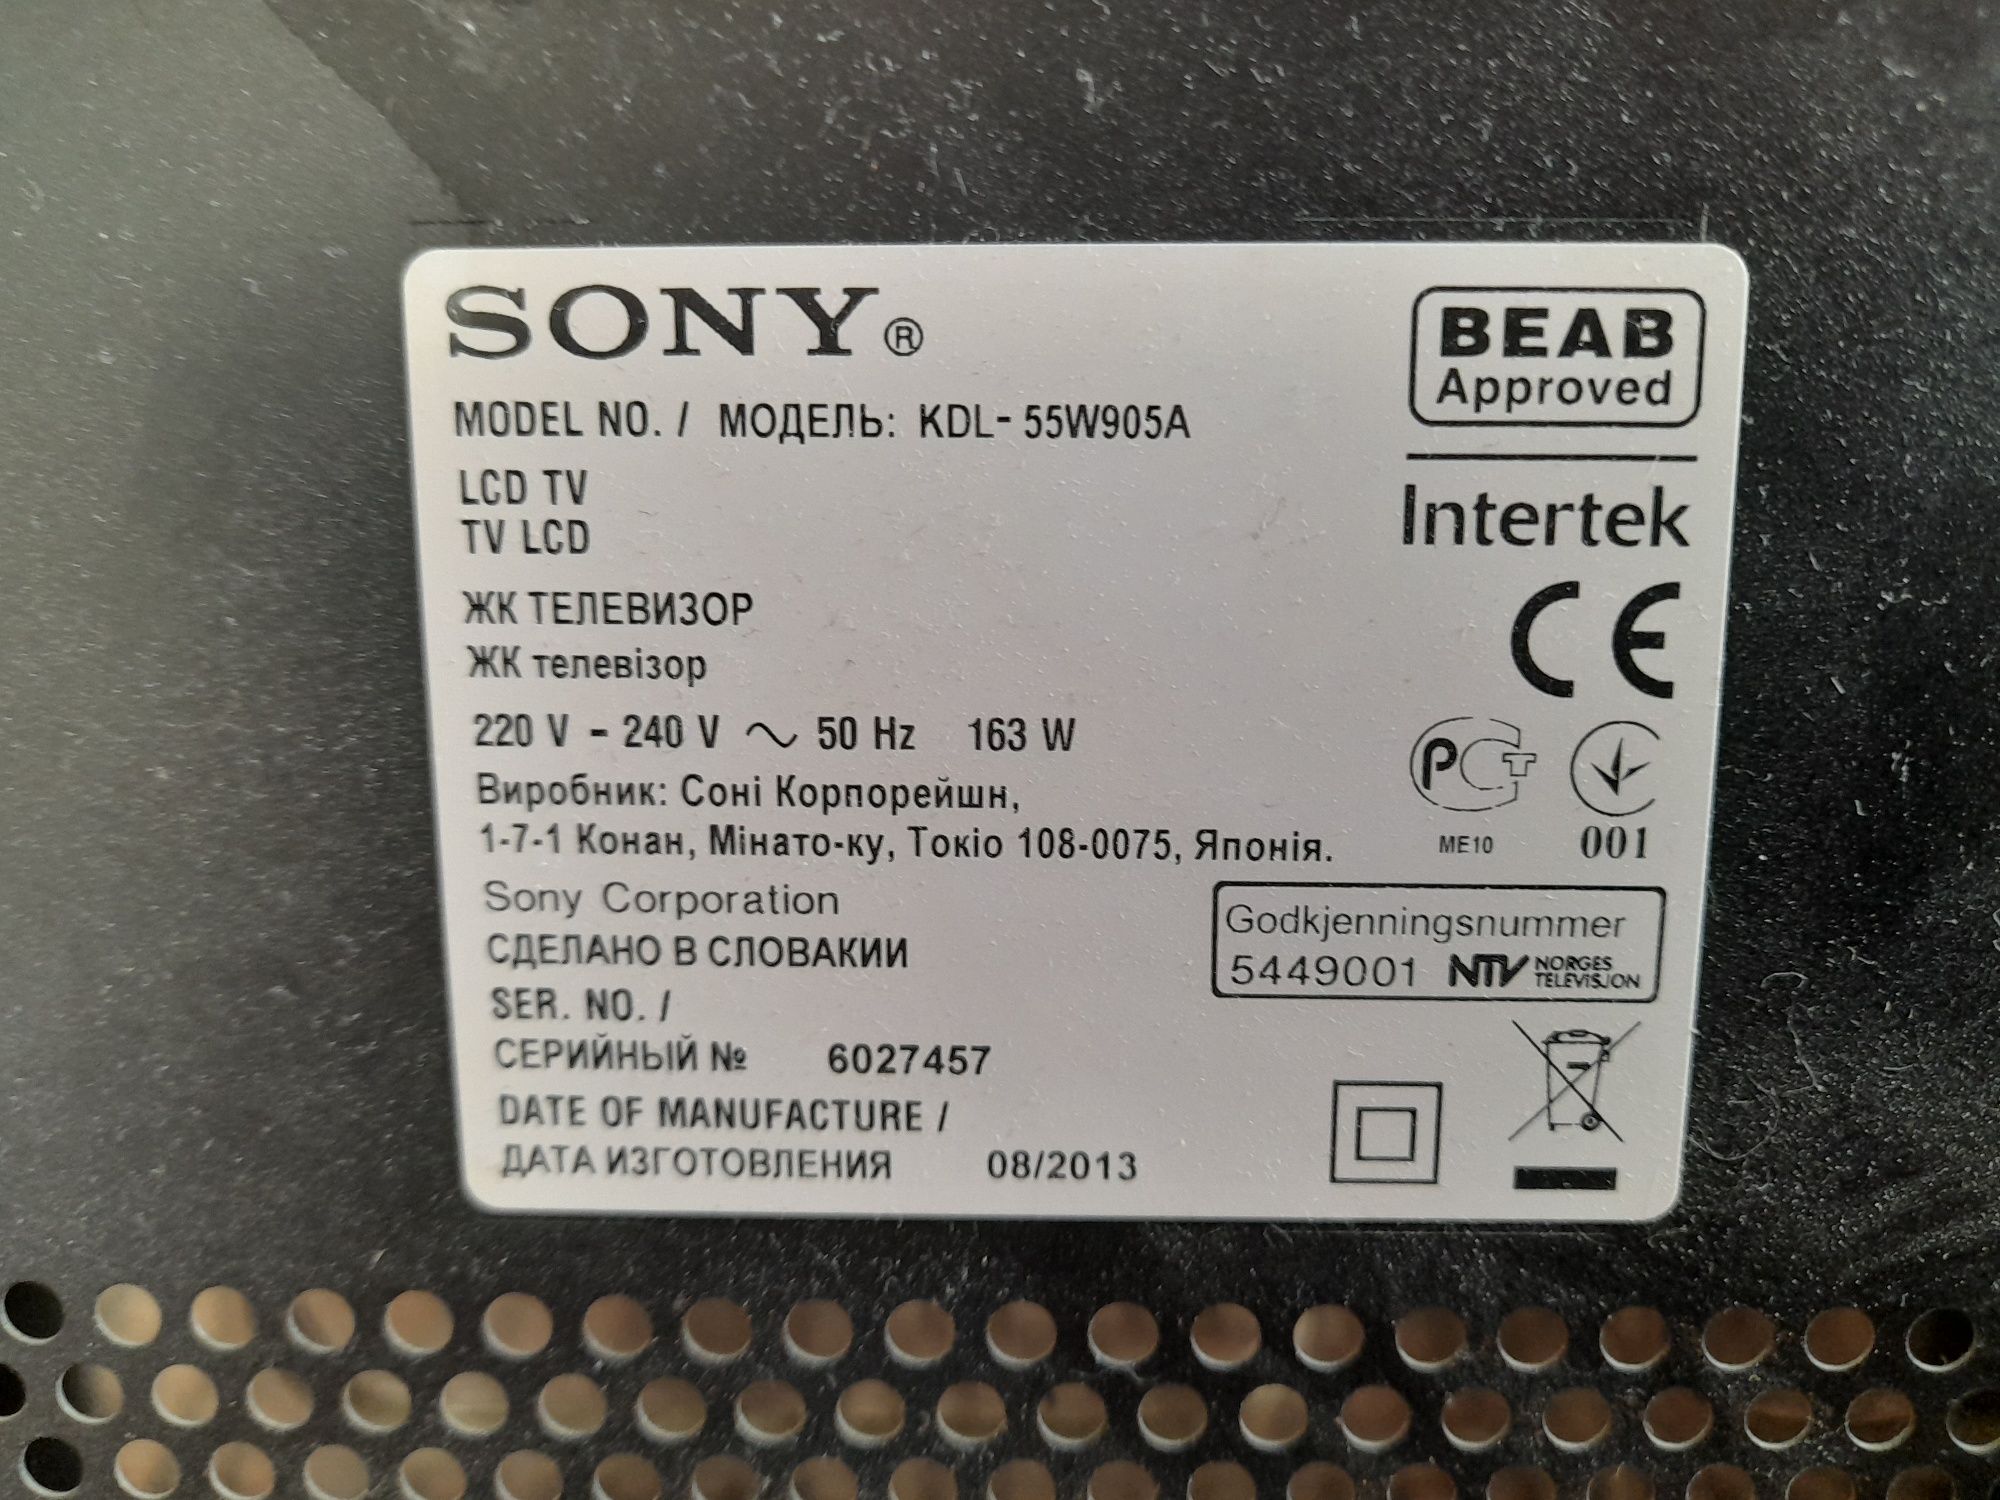 SONY®
MODEL NO. / МОДЕЛЬ: KDL- 55W905A
LCD TV
TV LCD
ЖК ТЕЛЕВИЗОР
ЖК телевізор
220 V - 240 V ~ 50 Hz 163 W
Виробник: Соні Корпорейшн,
1-7-1 Конан, Мінато-ку, Токіо 108-0075, Японія.
Sony Corporation
СДЕЛАНО В СЛОВАКИИ
SER. NO. /
СЕРИЙНЫЙ № 6027457
DATE OF MANUFACTURE /
ДАТА ИЗГОТОВЛЕНИЯ 08/2013
BEAB
Approved
Intertek
CE
РСТ
ME10 001
Godkjenningsnummer
5449001 NTV NORGES
TELEVISJON